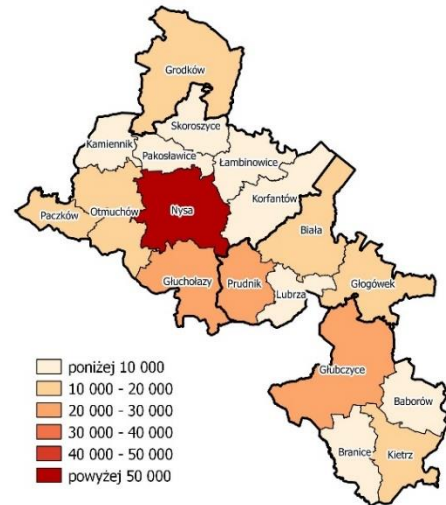 Grodków
Skoroszyce
Kamiennik
Pakosławice
Łambinowice
Korfantów
Paczków
Otmuchów
Nysa
Biała
Głuchołazy
Prudnik
Lubrza
Głogówek
Głubczyce
Baborów
Branice
Kietrz
poniżej 10 000
10 000 - 20 000
20 000 - 30 000
30 000 - 40 000
40 000 - 50 000
powyżej 50 000